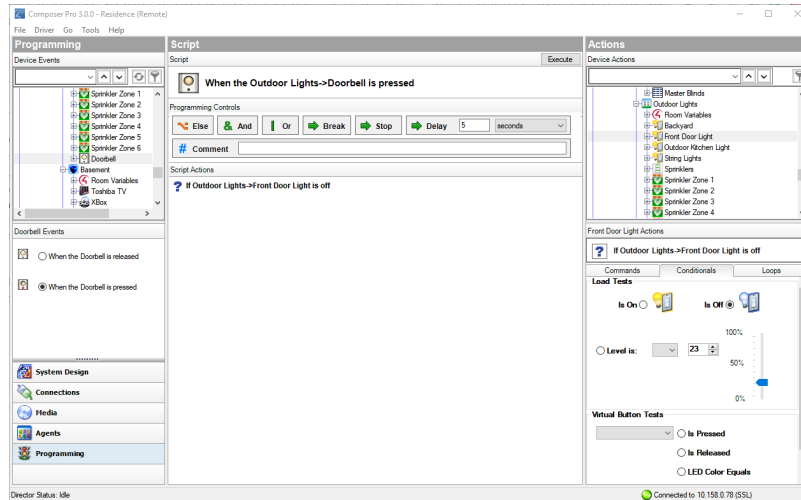 Composer Pro 3.0.0 - Residence (Remote)
File Driver Go Tools Help
Programming
Device Events
Sprinkler Zone 1
Sprinkler Zone 2
Sprinkler Zone 3
Sprinkler Zone 4
Sprinkler Zone 5
Sprinkler Zone 6
Doorbell
Basement
Room Variables
Toshiba TV
XBox
Doorbell Events
When the Doorbell is released
When the Doorbell is pressed
System Design
Connections
Media
Agents
Programming
Director Status: Idle
Script
Script
Execute
When the Outdoor Lights->Doorbell is pressed
Programming Controls
Else And Or Break Stop Delay 5 seconds
# Comment
Script Actions
If Outdoor Lights->Front Door Light is off
Actions
Device Actions
Master Blinds
Outdoor Lights
Room Variables
Backyard
Front Door Light
Outdoor Kitchen Light
String Lights
Sprinklers
Sprinkler Zone 1
Sprinkler Zone 2
Sprinkler Zone 3
Sprinkler Zone 4
Front Door Light Actions
If Outdoor Lights->Front Door Light is off
Commands Conditionals Loops
Load Tests
Is On Is Off
100%
Level is: 23
50%
0%
Virtual Button Tests
Is Pressed
Is Released
LED Color Equals
Connected to 10.158.0.78 (SSL)